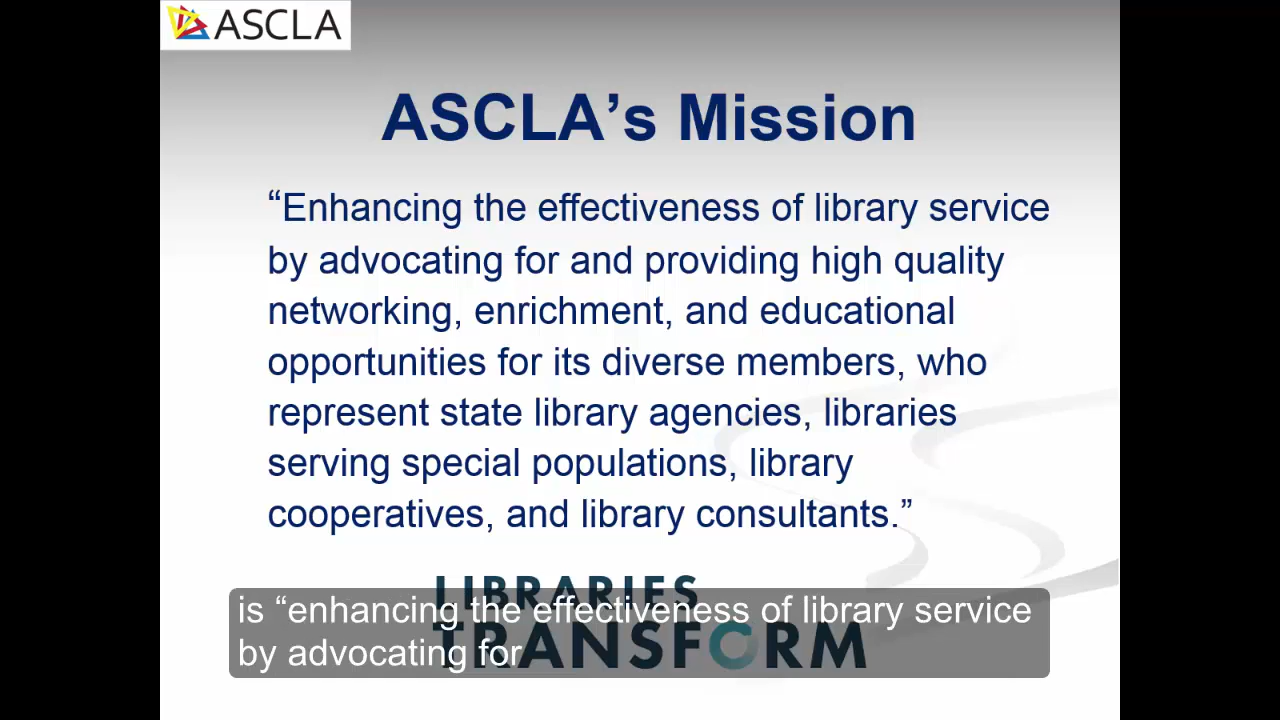 ASCLA
ASCLA’s Mission
“Enhancing the effectiveness of library service
by advocating for and providing high quality
networking, enrichment, and educational
opportunities for its diverse members, who
represent state library agencies, libraries
serving special populations, library
cooperatives, and library consultants.”
LIBRARIES
TRANSFORM
is “enhancing the effectiveness of library service
by advocating for